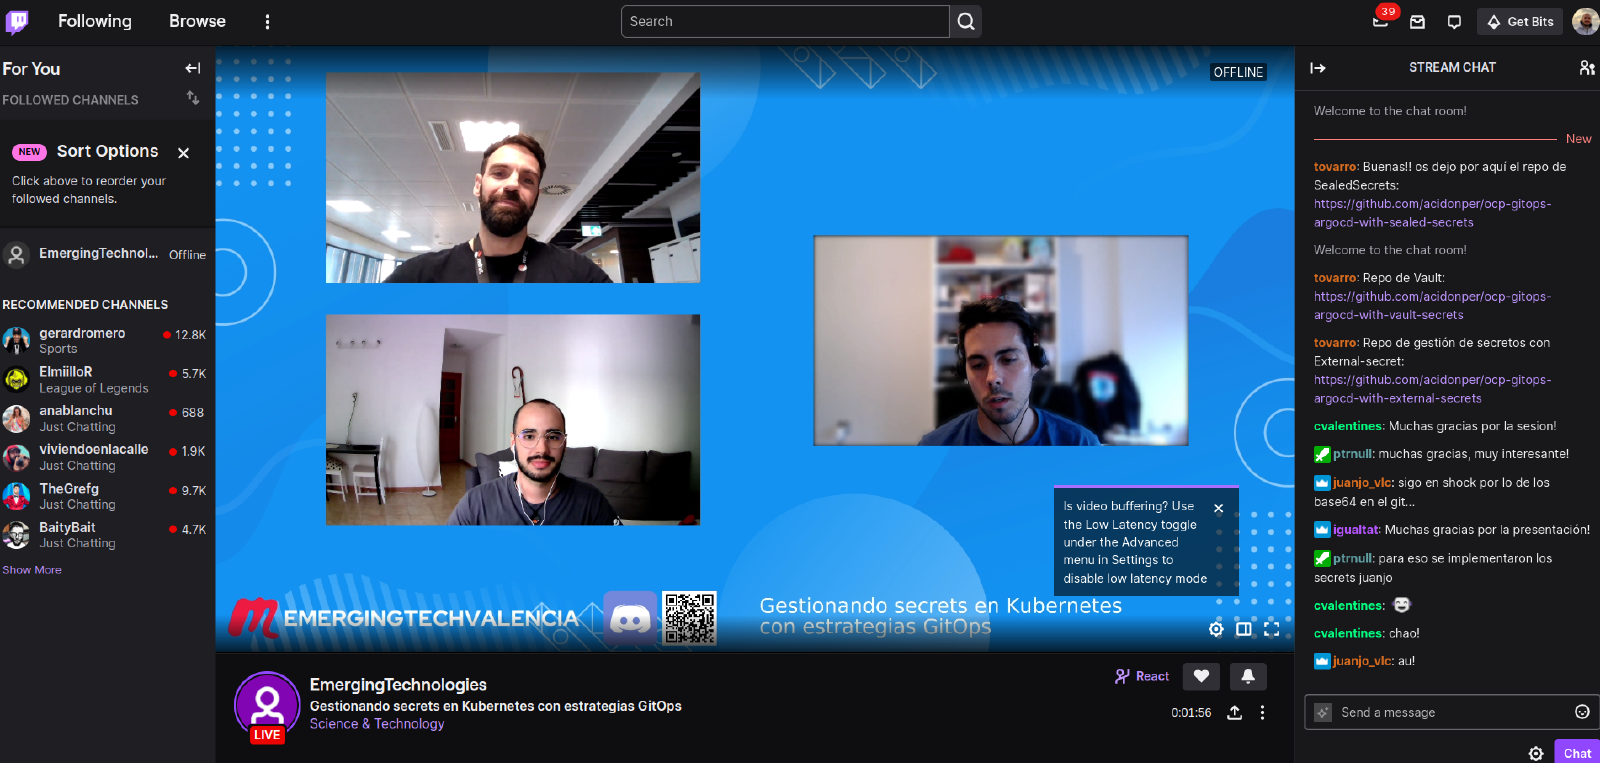 Following
Browse
Search
39
Get Bits
For You
FOLLOWED CHANNELS
NEW
Sort Options
Click above to reorder your
followed channels.
EmergingTechnol...
Offline
RECOMMENDED CHANNELS
gerardromero
12.8K
Sports
ElmiilloR
5.7K
League of Legends
anablanchu
688
Just Chatting
viviendoenlacalle
1.9K
Just Chatting
TheGrefg
9.7K
Just Chatting
BaityBait
4.7K
Just Chatting
Show More
OFFLINE
Is video buffering? Use
the Low Latency toggle
under the Advanced
menu in Settings to
disable low latency mode
EMERGINGTECHVALENCIA
Gestionando secrets en Kubernetes
con estrategias GitOps
LIVE
EmergingTechnologies
Gestionando secrets en Kubernetes con estrategias GitOps
Science & Technology
React
0:01:56
STREAM CHAT
Welcome to the chat room!
New
tovarro: Buenas!! os dejo por aquí el repo de
SealedSecrets:
https://github.com/acidonper/ocp-gitops-
argocd-with-sealed-secrets
Welcome to the chat room!
tovarro: Repo de Vault:
https://github.com/acidonper/ocp-gitops-
argocd-with-vault-secrets
tovarro: Repo de gestión de secretos con
External-secret:
https://github.com/acidonper/ocp-gitops-
argocd-with-external-secrets
cvalentines: Muchas gracias por la sesion!
ptrnull: muchas gracias, muy interesante!
juanjo_vlc: sigo en shock por lo de los
base64 en el git...
igualtat: Muchas gracias por la presentación!
ptrnull: para eso se implementaron los
secrets juanjo
cvalentines:
cvalentines: chao!
juanjo_vlc: au!
Send a message
Chat